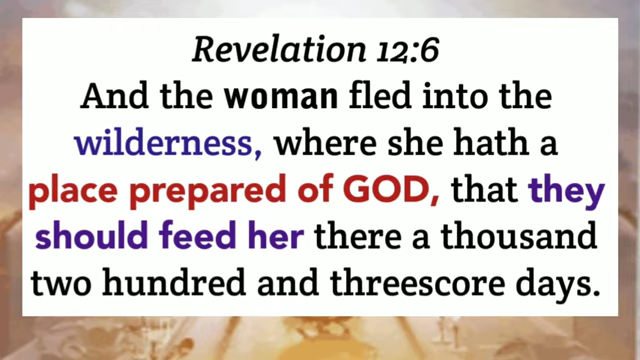 Revelation 12:6
And the woman fled into the
wilderness, where she hath a
place prepared of GOD, that they
should feed her there a thousand
two hundred and threescore days.